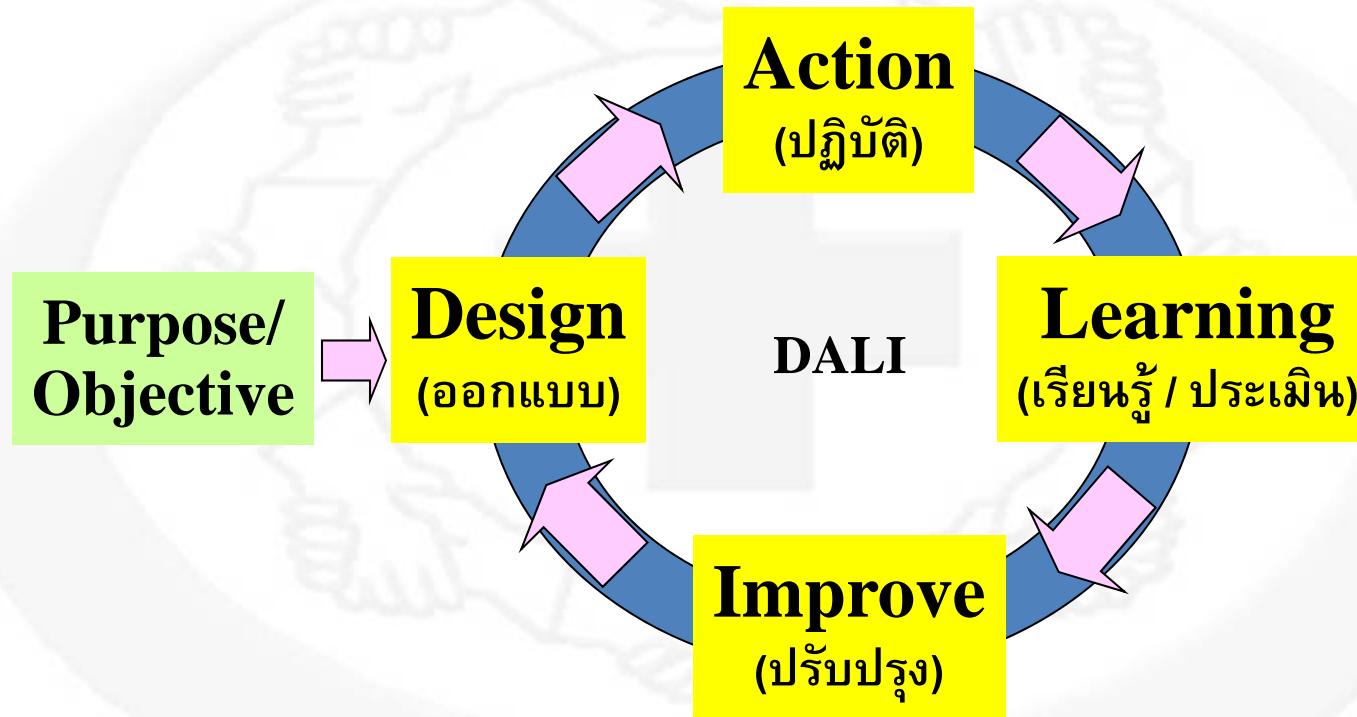 Action
(ปฏิบัติ)
Purpose/
Objective
Design
(ออกแบบ)
DALI
Learning
(เรียนรู้ / ประเมิน)
Improve
(ปรับปรุง)